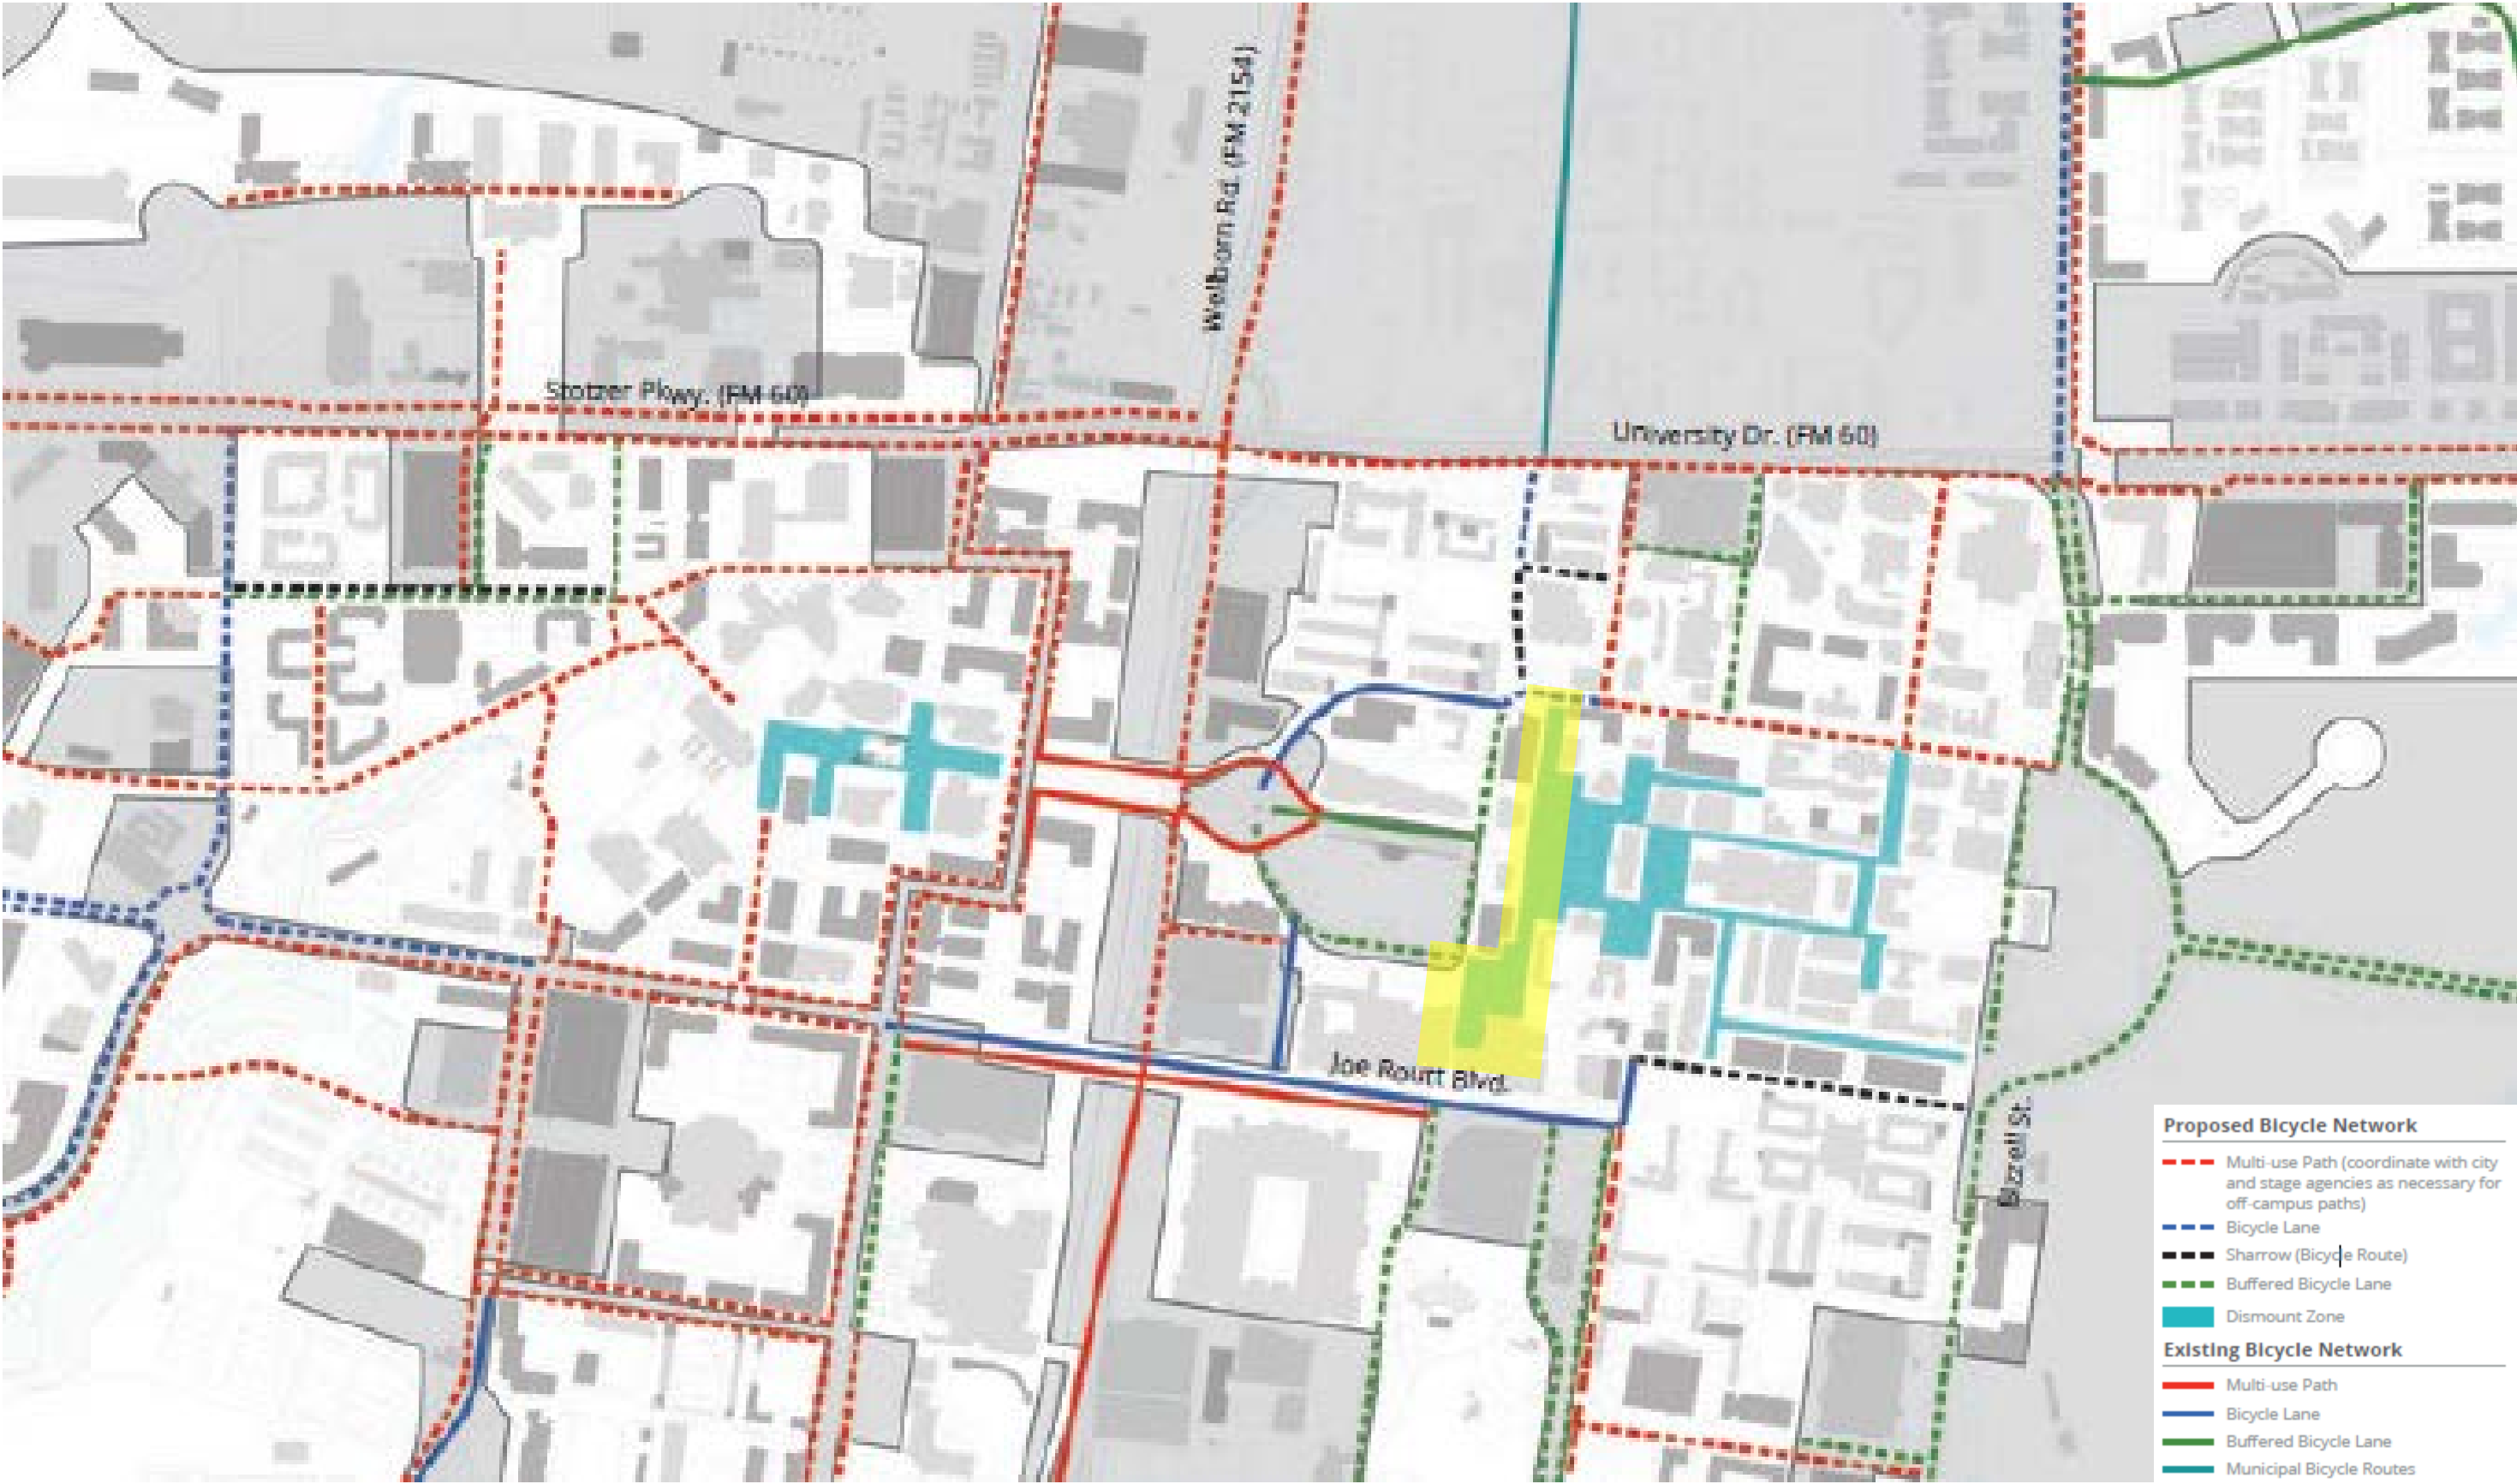 Welborn Rd. (FM 2154)
Stotzer Pkwy. (FM 60)
University Dr. (FM 60)
Joe Routt Blvd.
Bizzell St.
Proposed Bicycle Network
Multi-use Path (coordinate with city
and stage agencies as necessary for
off-campus paths)
Bicycle Lane
Sharrow (Bicycle Route)
Buffered Bicycle Lane
Dismount Zone
Existing Bicycle Network
Multi-use Path
Bicycle Lane
Buffered Bicycle Lane
Municipal Bicycle Routes